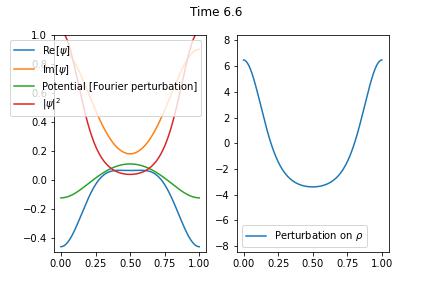 Time 6.6
1.0
0.8
0.6
0.4
0.2
0.0
−0.2
−0.4
Re[ψ]
Im[ψ]
Potential [Fourier perturbation]
|ψ|²
0.00 0.25 0.50 0.75 1.00
8
6
4
2
0
−2
−4
−6
−8
Perturbation on ρ
0.00 0.25 0.50 0.75 1.00